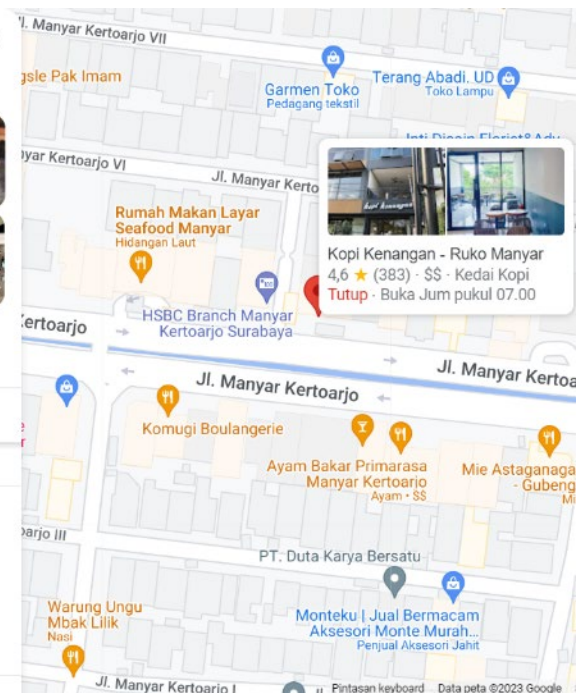 Jl. Manyar Kertoarjo VII
gsle Pak Imam
Garmen Toko
Pedagang tekstil
Terang Abadi. UD
Toko Lampu
yar Kertoarjo VI
Jl. Manyar Kerto
Rumah Makan Layar
Seafood Manyar
Hidangan Laut
Kopi Kenangan - Ruko Manyar
4,6 ★ (383) · $$ · Kedai Kopi
Tutup · Buka Jum pukul 07.00
HSBC Branch Manyar
Kertoarjo Surabaya
Kertoarjo
Jl. Manyar Kertoarjo
Jl. Manyar Kertoa
Komugi Boulangerie
Ayam Bakar Primarasa
Manyar Kertoarjo
Ayam • $$
Mie Astaganaga
- Gubeng
Mi
oarjo III
PT. Duta Karya Bersatu
Monteku | Jual Bermacam
Aksesori Monte Murah...
Penjual Aksesori Jahit
Warung Ungu
Mbak Lilik
Nasi
Jl. Manyar Kertoarjo I
Pintasan keyboard
Data peta ©2023 Google